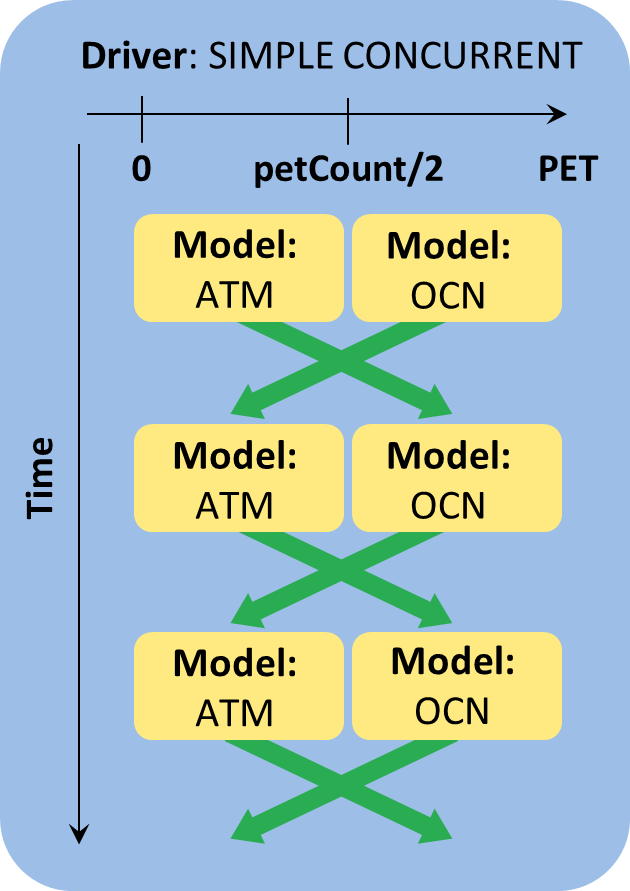 Driver: SIMPLE CONCURRENT
0 petCount/2 PET
Model: Model:
ATM OCN
Time
Model: Model:
ATM OCN
Model: Model:
ATM OCN